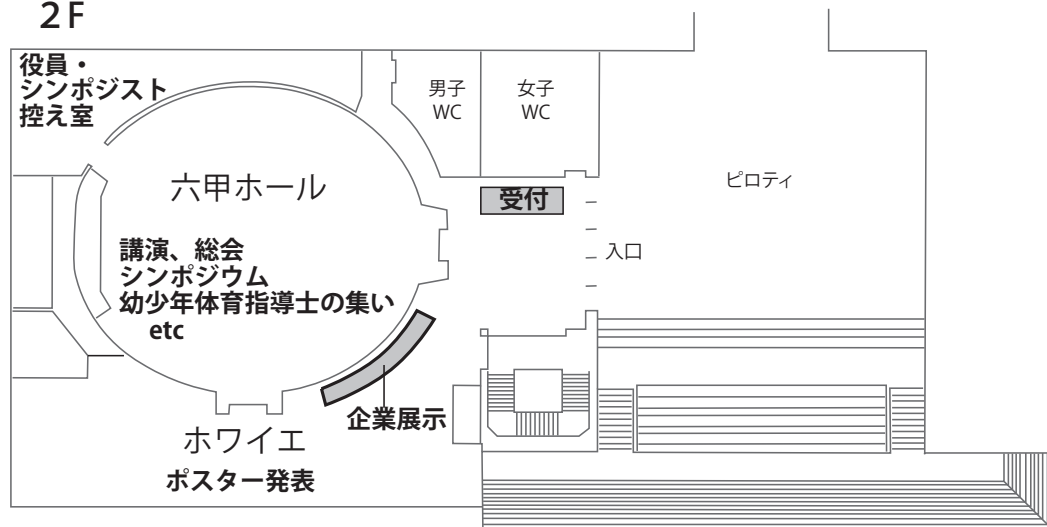 2F
役員・
シンポジスト
控え室
男子
WC
女子
WC
六甲ホール
受付
ピロティ
講演、総会
シンポジウム
幼少年体育指導士の集い
etc
入口
企業展示
ホワイエ
ポスター発表